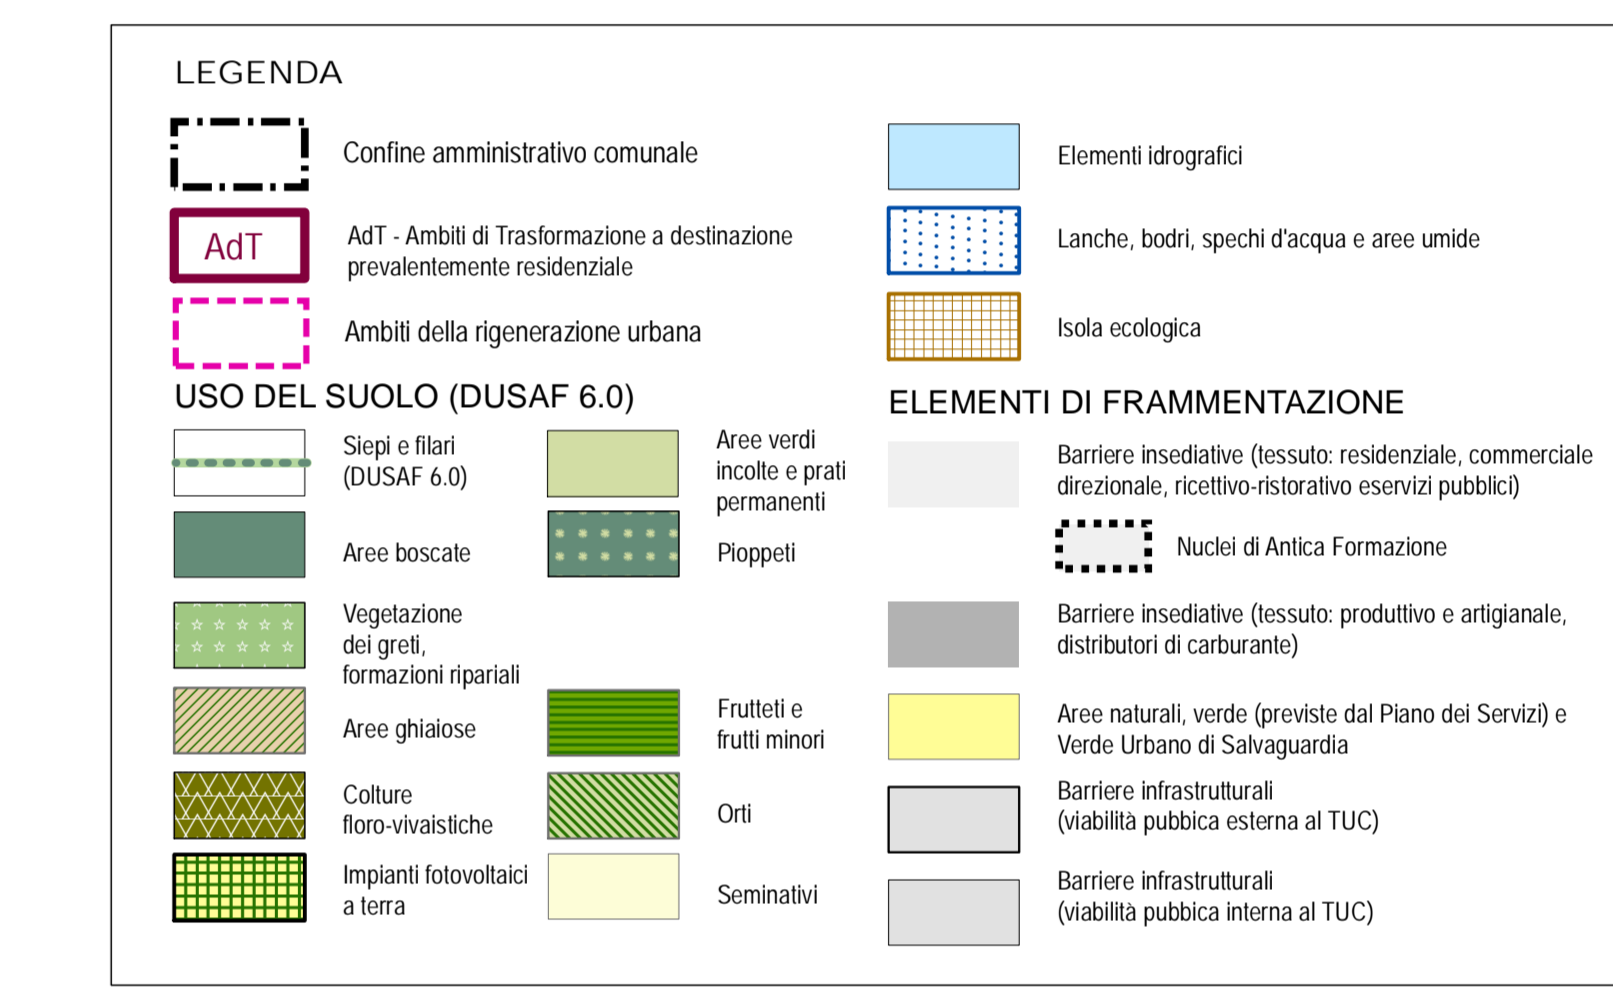 LEGENDA
Confine amministrativo comunale
AdT
AdT - Ambiti di Trasformazione a destinazione
prevalentemente residenziale
Ambiti della rigenerazione urbana
Elementi idrografici
Lanche, bodri, spechi d'acqua e aree umide
Isola ecologica
USO DEL SUOLO (DUSAF 6.0)
Siepi e filari
(DUSAF 6.0)
Aree boscate
Vegetazione
dei greti,
formazioni ripariali
Aree ghiaiose
Colture
floro-vivaistiche
Impianti fotovoltaici
a terra
Aree verdi
incolte e prati
permanenti
Pioppeti
Frutteti e
frutti minori
Orti
Seminativi
ELEMENTI DI FRAMMENTAZIONE
Barriere insediative (tessuto: residenziale, commerciale
direzionale, ricettivo-ristorativo eservizi pubblici)
Nuclei di Antica Formazione
Barriere insediative (tessuto: produttivo e artigianale,
distributori di carburante)
Aree naturali, verde (previste dal Piano dei Servizi) e
Verde Urbano di Salvaguardia
Barriere infrastrutturali
(viabilità pubbica esterna al TUC)
Barriere infrastrutturali
(viabilità pubbica interna al TUC)